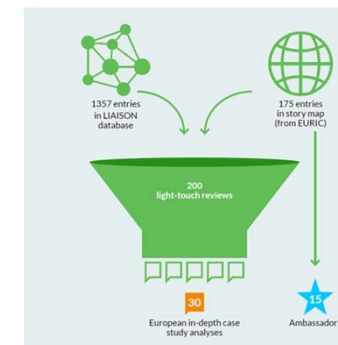 1357 entries
in LIAISON
database
175 entries
in story map
(from EURIC)
200
light-touch reviews
30
European in-depth case
study analyses
15
Ambassador